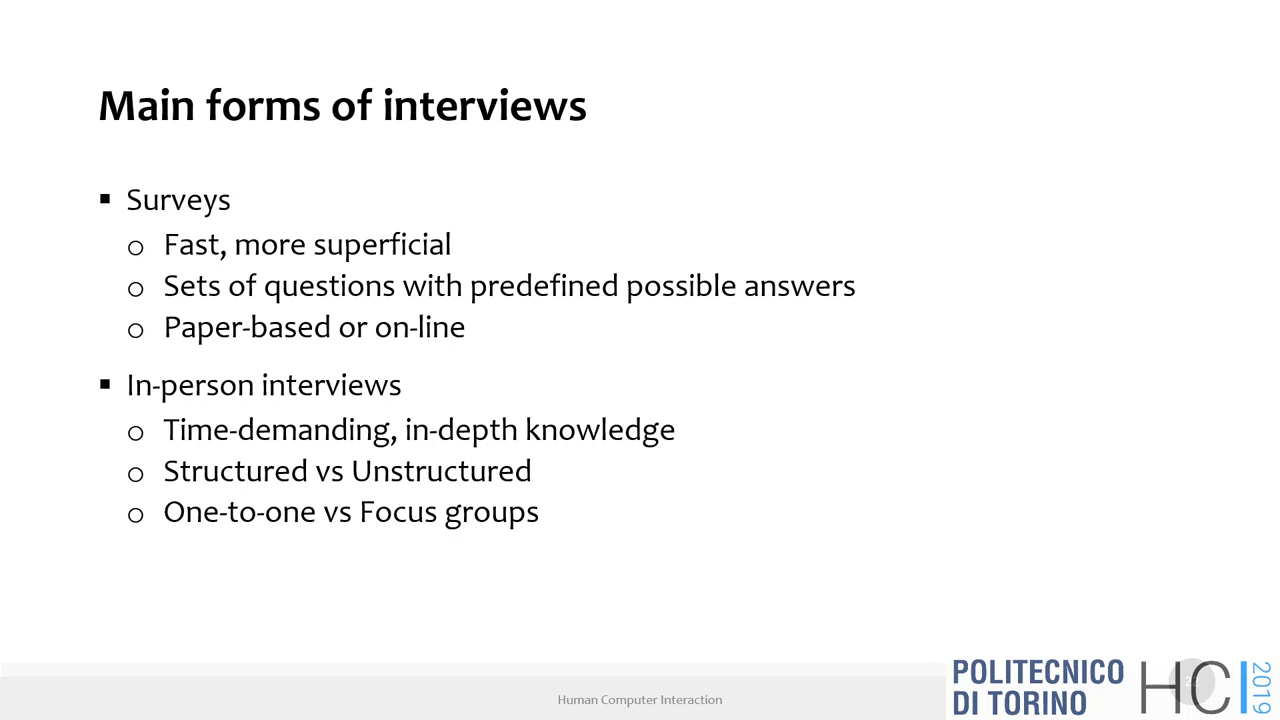 Main forms of interviews
▪ Surveys
o Fast, more superficial
o Sets of questions with predefined possible answers
o Paper-based or on-line
▪ In-person interviews
o Time-demanding, in-depth knowledge
o Structured vs Unstructured
o One-to-one vs Focus groups
Human Computer Interaction
POLITECNICO
DI TORINO
HCI
2019